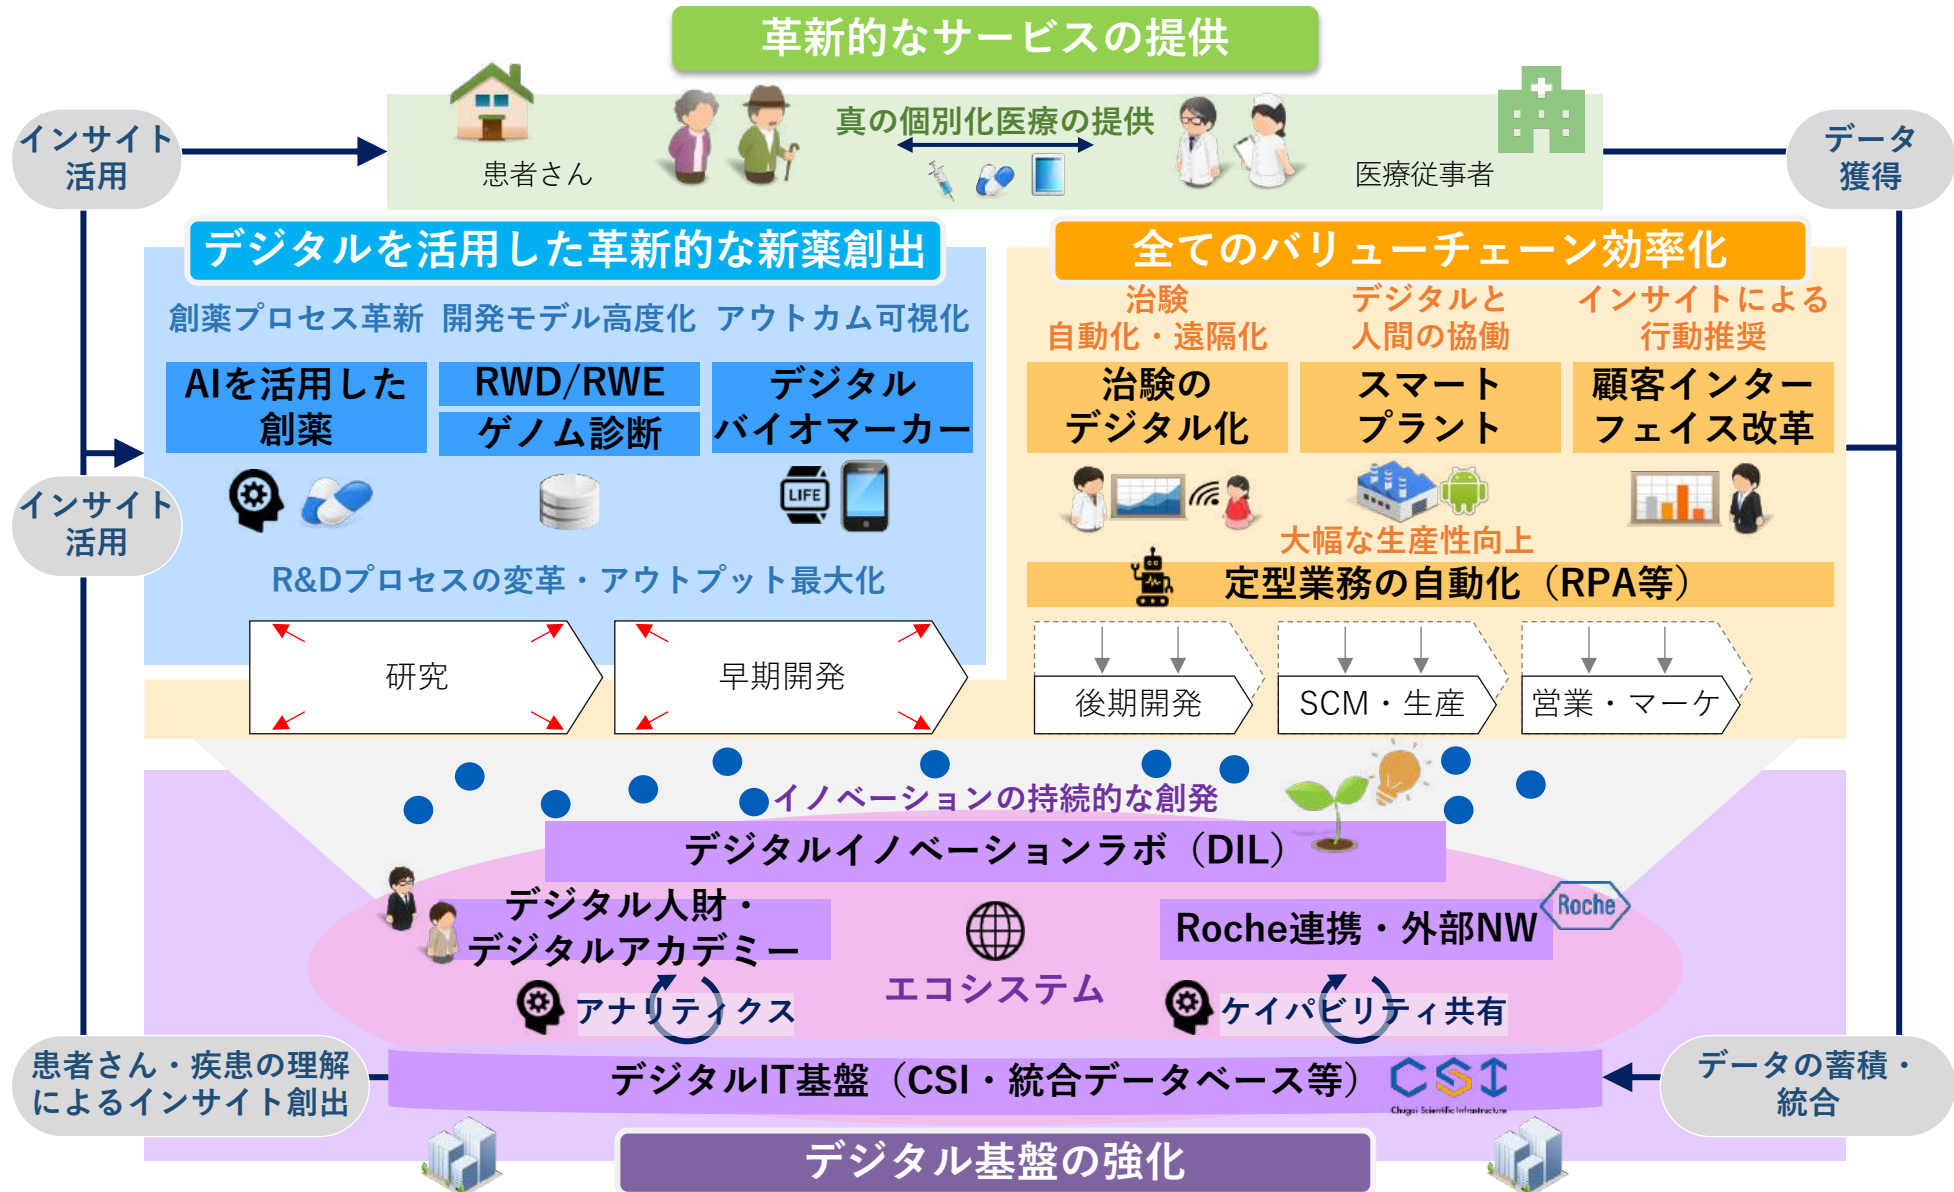 革新的なサービスの提供
インサイト
活用
真の個別化医療の提供
患者さん
医療従事者
データ
獲得
デジタルを活用した革新的な新薬創出
創薬プロセス革新
開発モデル高度化
アウトカム可視化
AIを活用した
創薬
RWD/RWE
ゲノム診断
デジタル
バイオマーカー
LIFE
R&Dプロセスの変革・アウトプット最大化
研究
早期開発
全てのバリューチェーン効率化
治験
自動化・遠隔化
デジタルと
人間の協働
インサイトによる
行動推奨
治験の
デジタル化
スマート
プラント
顧客インター
フェイス改革
大幅な生産性向上
定型業務の自動化（RPA等）
後期開発
SCM・生産
営業・マーケ
インサイト
活用
イノベーションの持続的な創発
デジタルイノベーションラボ（DIL）
デジタル人財・
デジタルアカデミー
エコシステム
Roche連携・外部NW
Roche
アナリティクス
ケイパビリティ共有
患者さん・疾患の理解
によるインサイト創出
デジタルIT基盤（CSI・統合データベース等）
CSI
Chugai Scientific Infrastructure
データの蓄積・
統合
デジタル基盤の強化